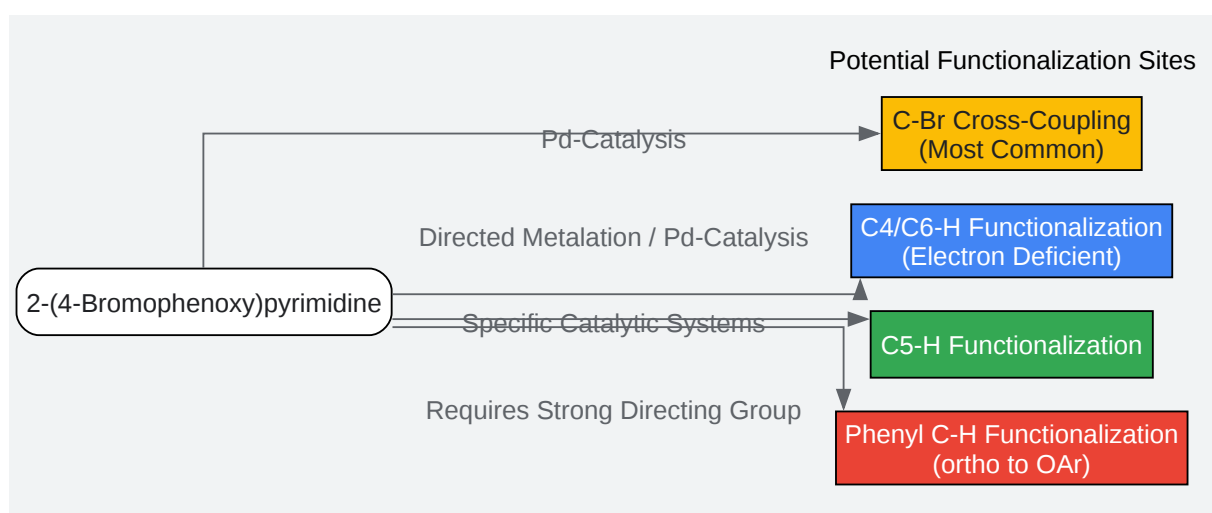 Potential Functionalization Sites
C-Br Cross-Coupling
(Most Common)
Pd-Catalysis
C4/C6-H Functionalization
(Electron Deficient)
Directed Metalation / Pd-Catalysis
2-(4-Bromophenoxy)pyrimidine
Specific Catalytic Systems
C5-H Functionalization
Requires Strong Directing Group
Phenyl C-H Functionalization
(ortho to OAr)